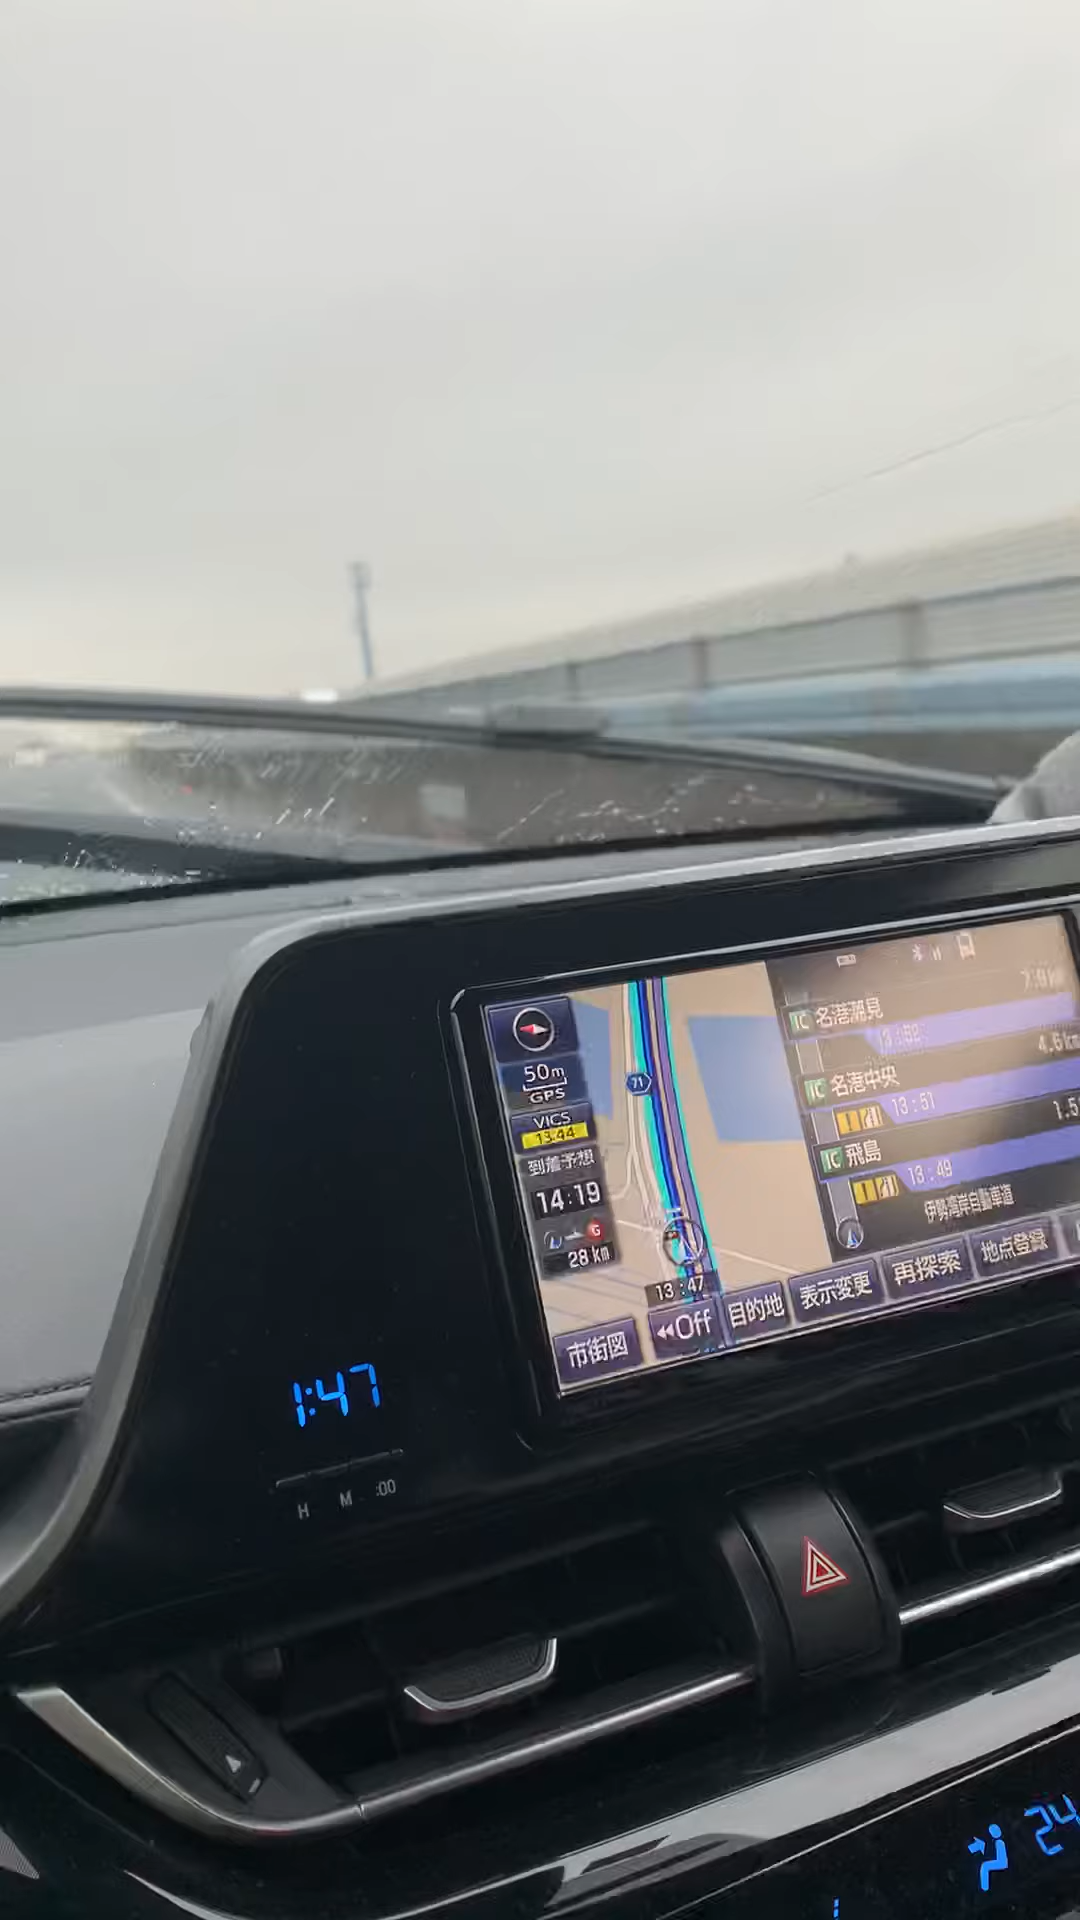 50m
GPS
VICS
13:44
到着予想
14:19
G
28 km
71
13:47
市街図
Off
目的地
表示変更
再探索
地点登録
IC 名港潮見
13:52
4.6km
IC 名港中央
13:51
1.5
IC 飛島
13:49
伊勢湾岸自動車道
1:47
H M :00
24